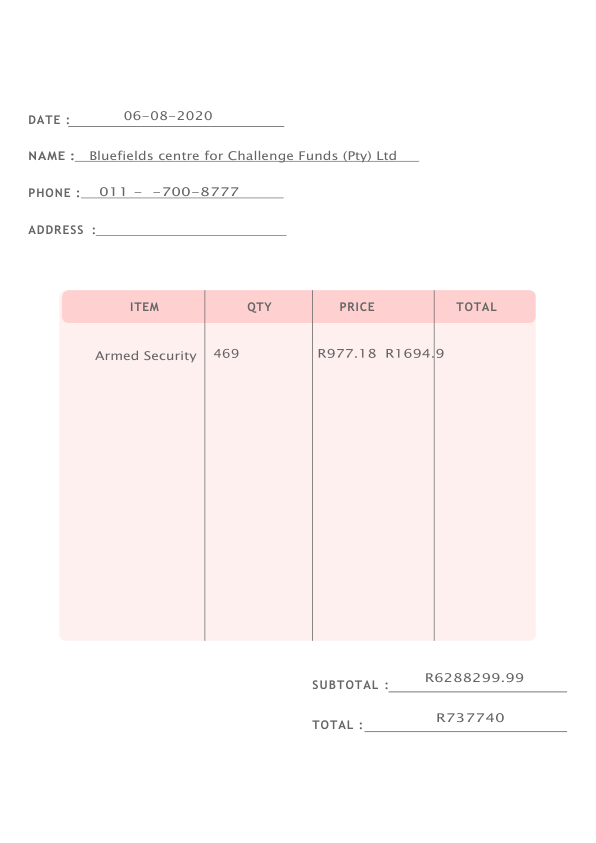 DATE : 06-08-2020
NAME : Bluefields centre for Challenge Funds (Pty) Ltd
PHONE : 011 - -700-8777
ADDRESS :
ITEM QTY PRICE TOTAL
Armed Security 469 R977.18 R1694.9
SUBTOTAL : R6288299.99
TOTAL : R737740